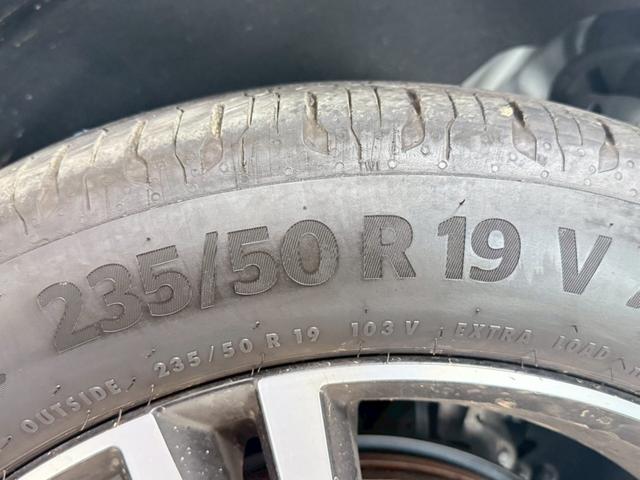 235/50 R 19 V
OUTSIDE 235/50 R 19 103 V EXTRA LOAD